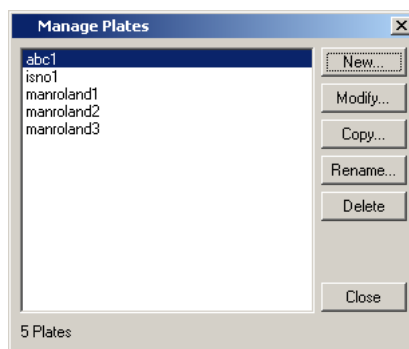 Manage Plates
abc1
isno1
manroland1
manroland2
manroland3
New...
Modify...
Copy...
Rename...
Delete
Close
5 Plates